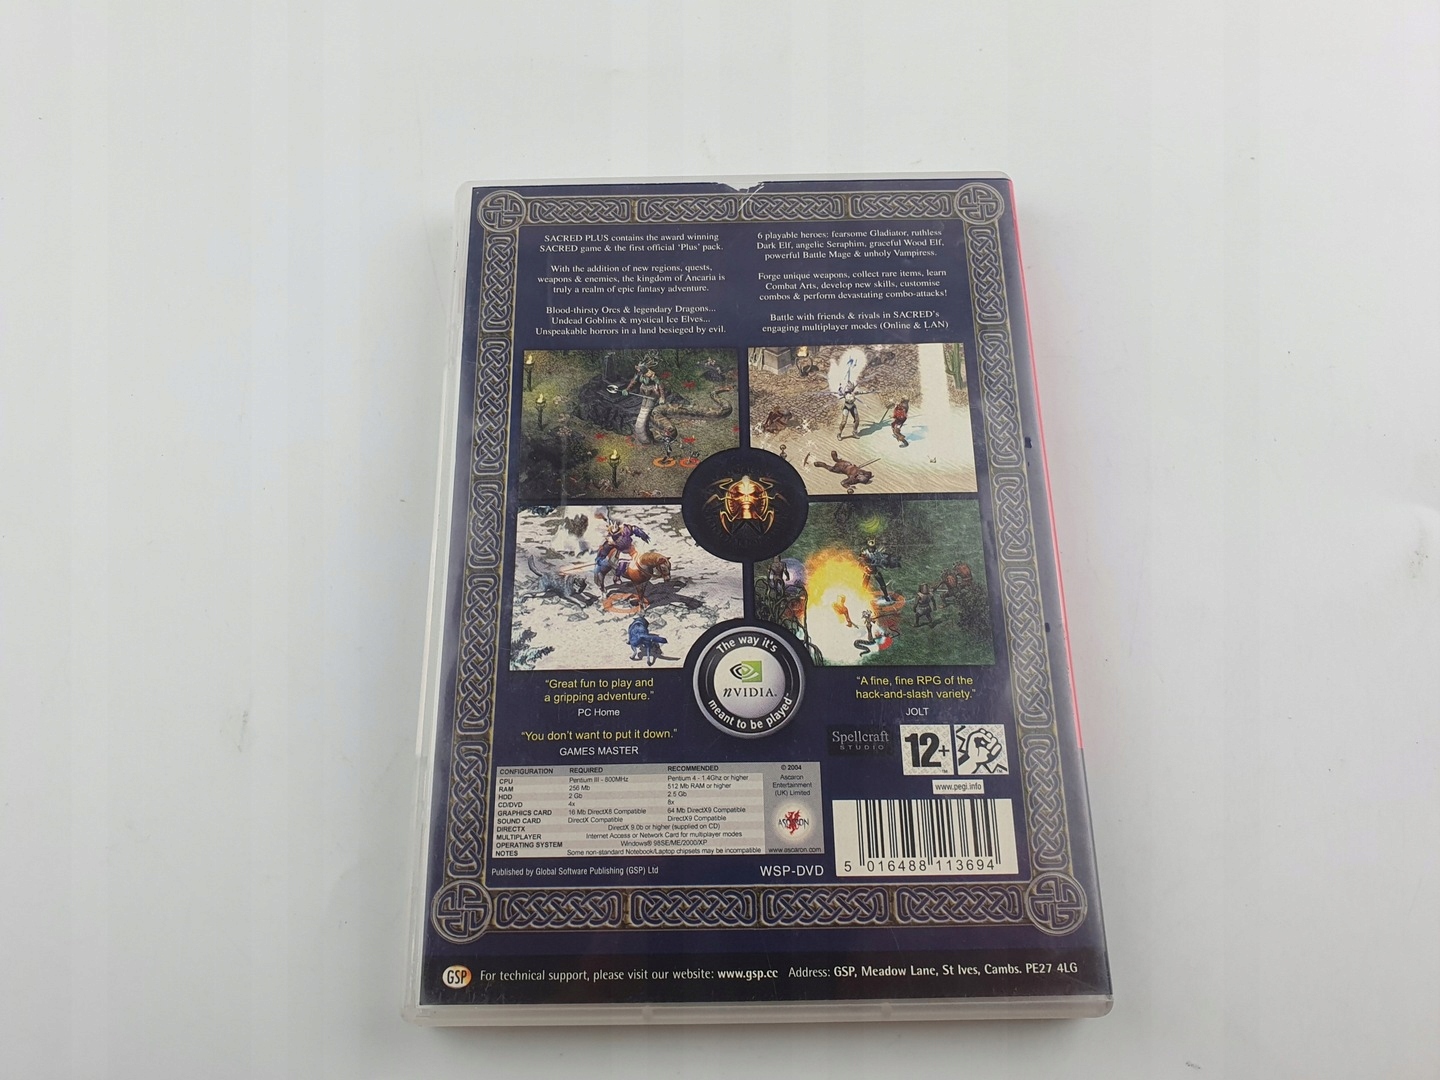 SACRED PLUS contains the award winning
SACRED game & the first official 'Plus' pack.
With the addition of new regions, quests,
weapons & enemies, the kingdom of Ancaria is
truly a realm of epic fantasy adventure.
Blood-thirsty Orcs & legendary Dragons...
Undead Goblins & mystical Ice Elves...
Unspeakable horrors in a land besieged by evil.
6 playable heroes: fearsome Gladiator, ruthless
Dark Elf, angelic Seraphim, graceful Wood Elf,
powerful Battle Mage & unholy Vampiress.
Forge unique weapons, collect rare items, learn
Combat Arts, develop new skills, customise
combos & perform devastating combo-attacks!
Battle with friends & rivals in SACRED's
engaging multiplayer modes (Online & LAN)
The way it's
nVIDIA.
meant to be played™
"Great fun to play and
a gripping adventure."
PC Home
"You don't want to put it down."
GAMES MASTER
"A fine, fine RPG of the
hack-and-slash variety."
JOLT
Spellcraft
STUDIO
12+™
www.pegi.info
CONFIGURATION REQUIRED RECOMMENDED
CPU Pentium III - 800MHz Pentium 4 - 1.4Ghz or higher
RAM 256 Mb 512 Mb RAM or higher
HDD 2 Gb 2.5 Gb
CD/DVD 4x 8x
GRAPHICS CARD 16 Mb DirectX8 Compatible 64 Mb DirectX9 Compatible
SOUND CARD DirectX Compatible DirectX9 Compatible
DIRECTX DirectX 9.0b or higher (supplied on CD)
MULTIPLAYER Internet Access or Network Card for multiplayer modes
OPERATING SYSTEM Windows® 98SE/ME/2000/XP
NOTES Some non-standard Notebook/Laptop chipsets may be incompatible
© 2004
Ascaron
Entertainment
(UK) Limited
ASCARON
www.ascaron.com
Published by Global Software Publishing (GSP) Ltd
WSP-DVD
5 016488 113694
GSP For technical support, please visit our website: www.gsp.cc Address: GSP, Meadow Lane, St Ives, Cambs. PE27 4LG